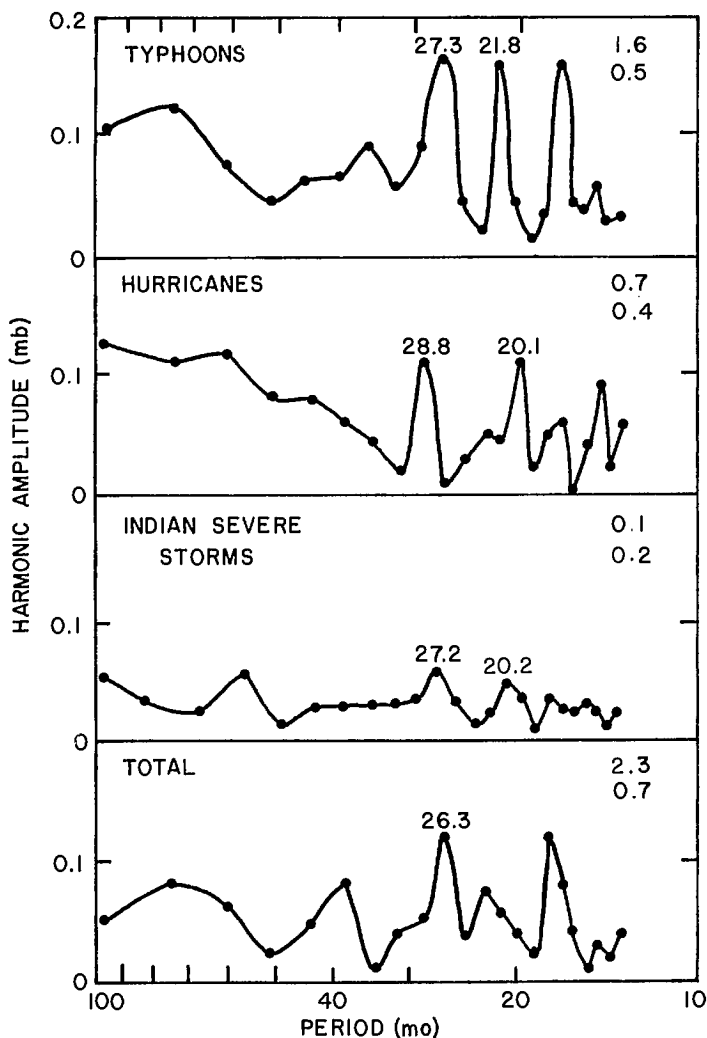 0.2
TYPHOONS
27.3 21.8 1.6
0.5
0.1
0
HURRICANES
0.7
0.4
28.8 20.1
0.1
0
INDIAN SEVERE
STORMS
0.1
0.2
27.2 20.2
0.1
0
TOTAL
2.3
0.7
26.3
0.1
0
100 40 20 10
PERIOD (mo)
HARMONIC AMPLITUDE (mb)